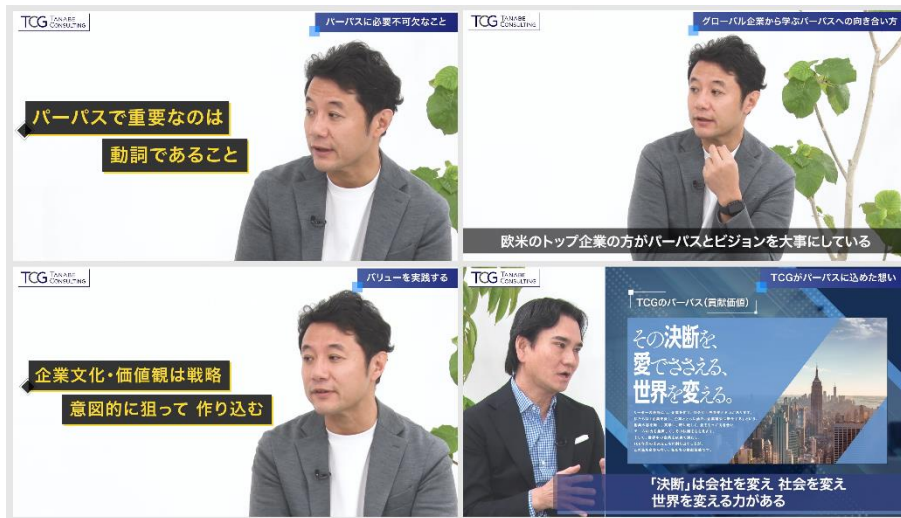 TCG TANABE CONSULTING
パーパスに必要不可欠なこと
パーパスで重要なのは
動詞であること
TCG TANABE CONSULTING
グローバル企業から学ぶパーパスへの向き合い方
欧米のトップ企業の方がパーパスとビジョンを大事にしている
TCG TANABE CONSULTING
バリューを実践する
企業文化・価値観は戦略
意図的に狙って 作り込む
TCG TANABE CONSULTING
TCGがパーパスに込めた想い
TCGのパーパス(貢献価値)
その決断を、
愛でささえる、
世界を変える。
「決断」は会社を変え 社会を変え
世界を変える力がある